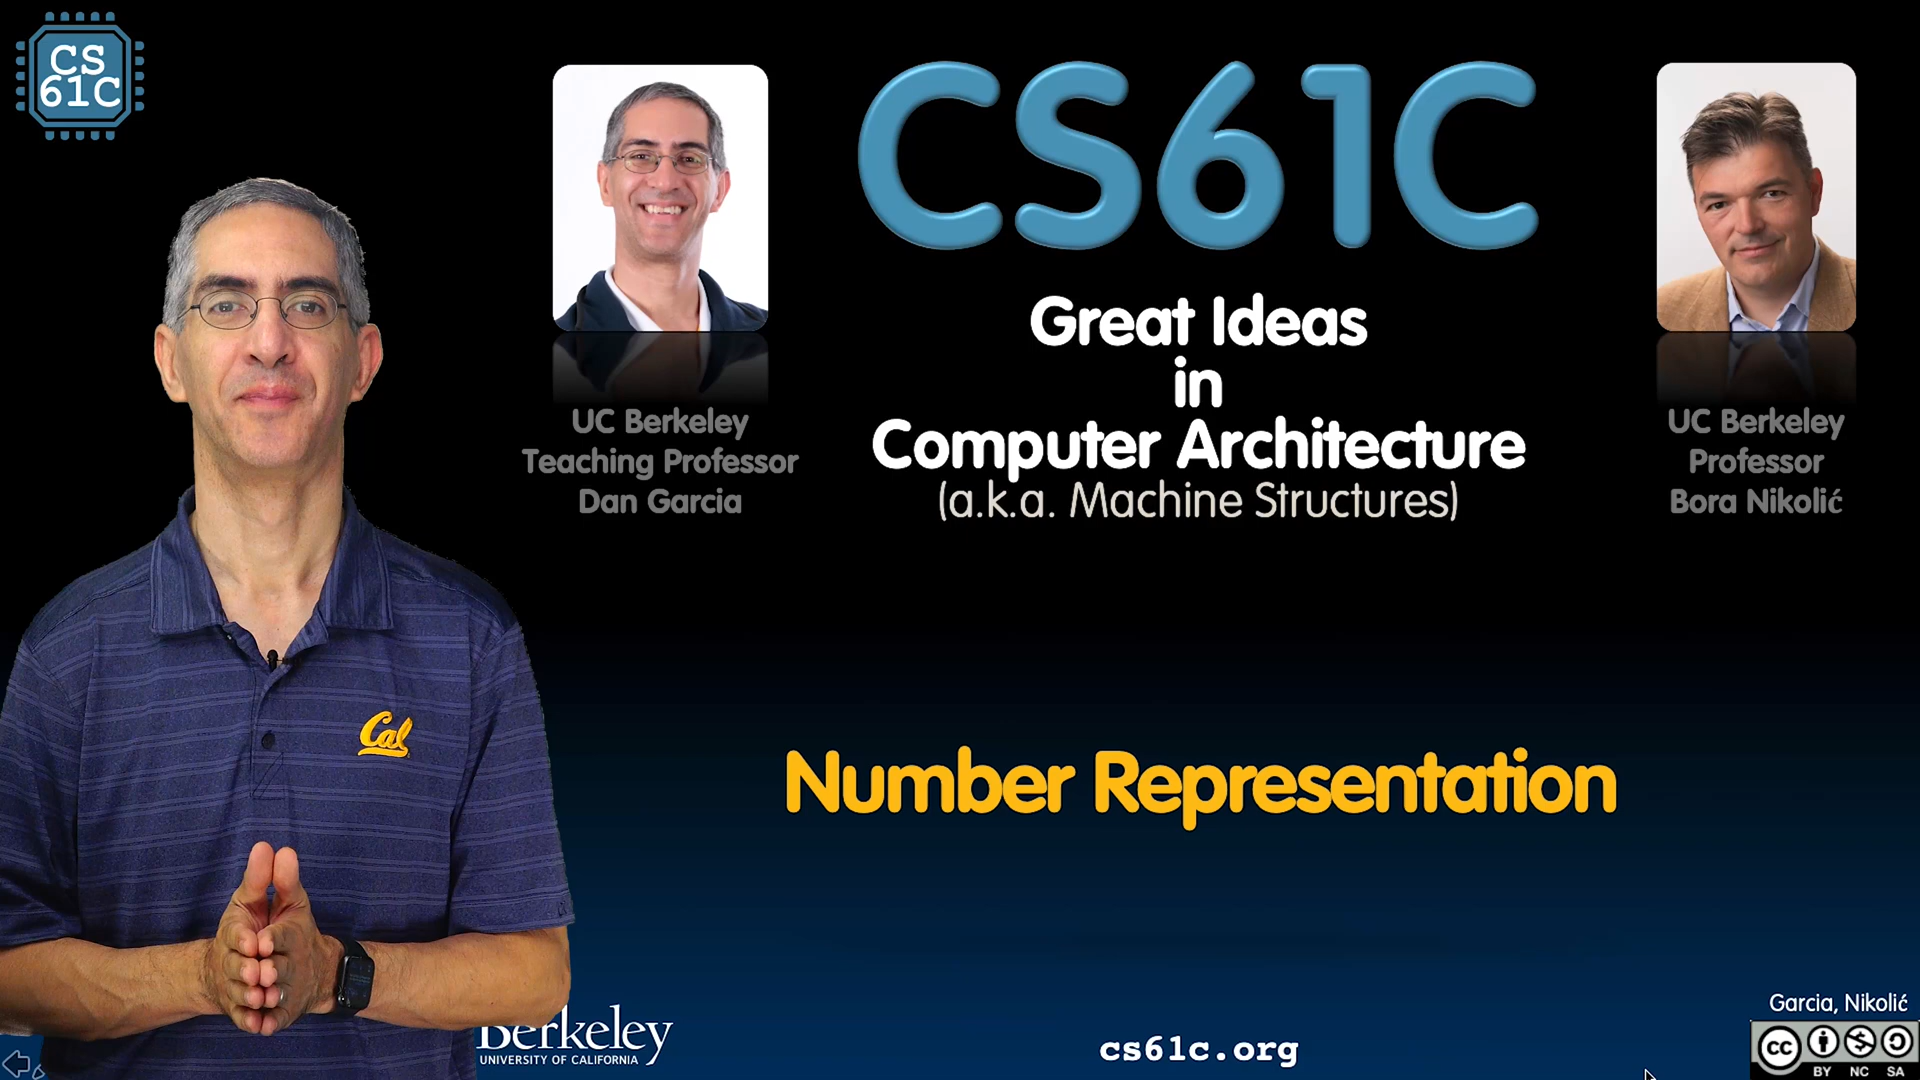 CS
61C
CS61C
Great Ideas
in
Computer Architecture
(a.k.a. Machine Structures)
UC Berkeley
Teaching Professor
Dan Garcia
UC Berkeley
Professor
Bora Nikolić
Cal
Number Representation
Berkeley
UNIVERSITY OF CALIFORNIA
cs61c.org
Garcia, Nikolić
cc
BY NC SA